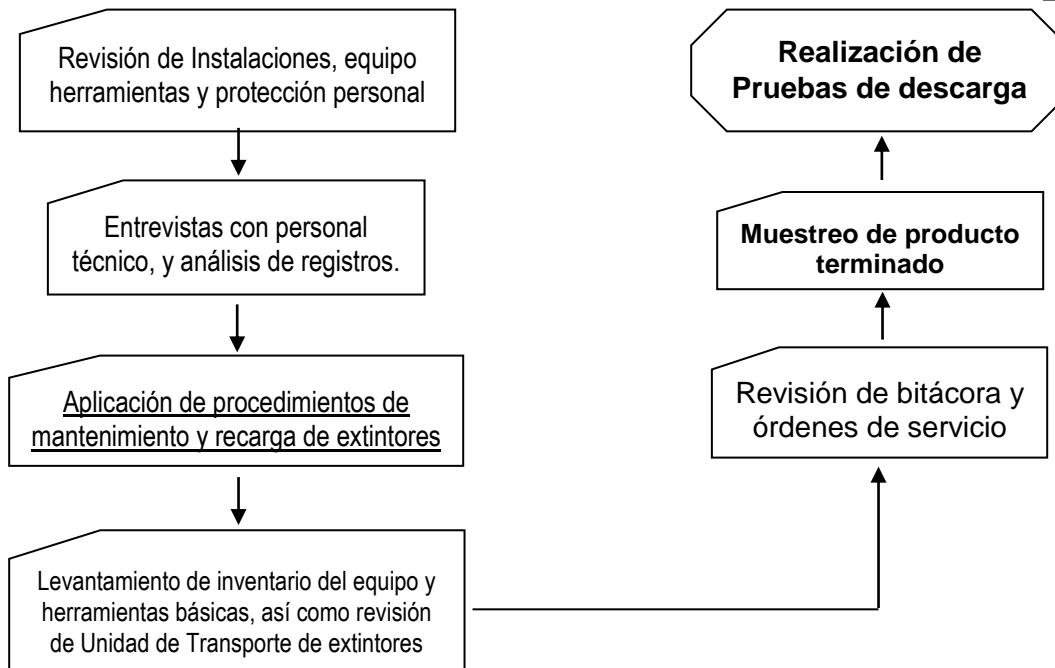 Revisión de Instalaciones, equipo
herramientas y protección personal
Entrevistas con personal
técnico, y análisis de registros.
Aplicación de procedimientos de
mantenimiento y recarga de extintores
Levantamiento de inventario del equipo y
herramientas básicas, así como revisión
de Unidad de Transporte de extintores
Revisión de bitácora y
órdenes de servicio
Muestreo de producto
terminado
Realización de
Pruebas de descarga